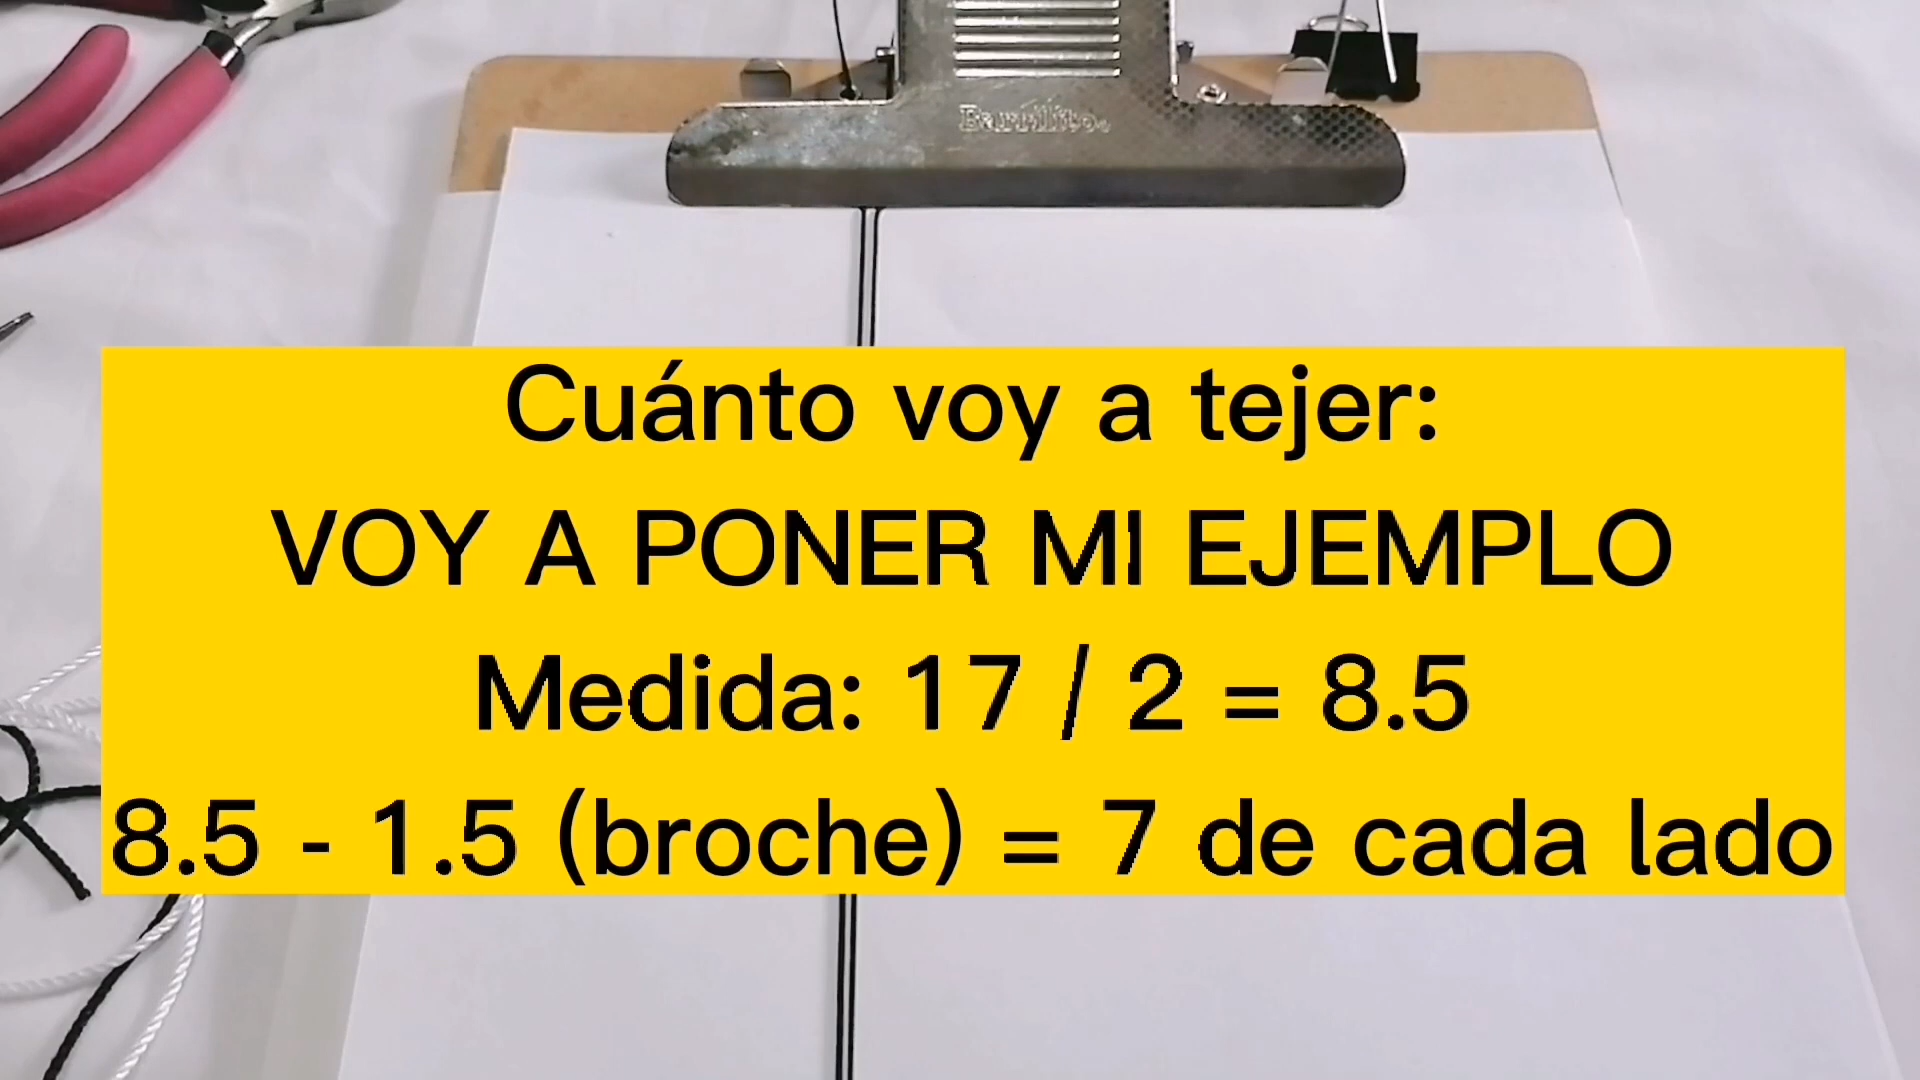 Barrilito®
Cuánto voy a tejer:
VOY A PONER MI EJEMPLO
Medida: 17 / 2 = 8.5
8.5 - 1.5 (broche) = 7 de cada lado